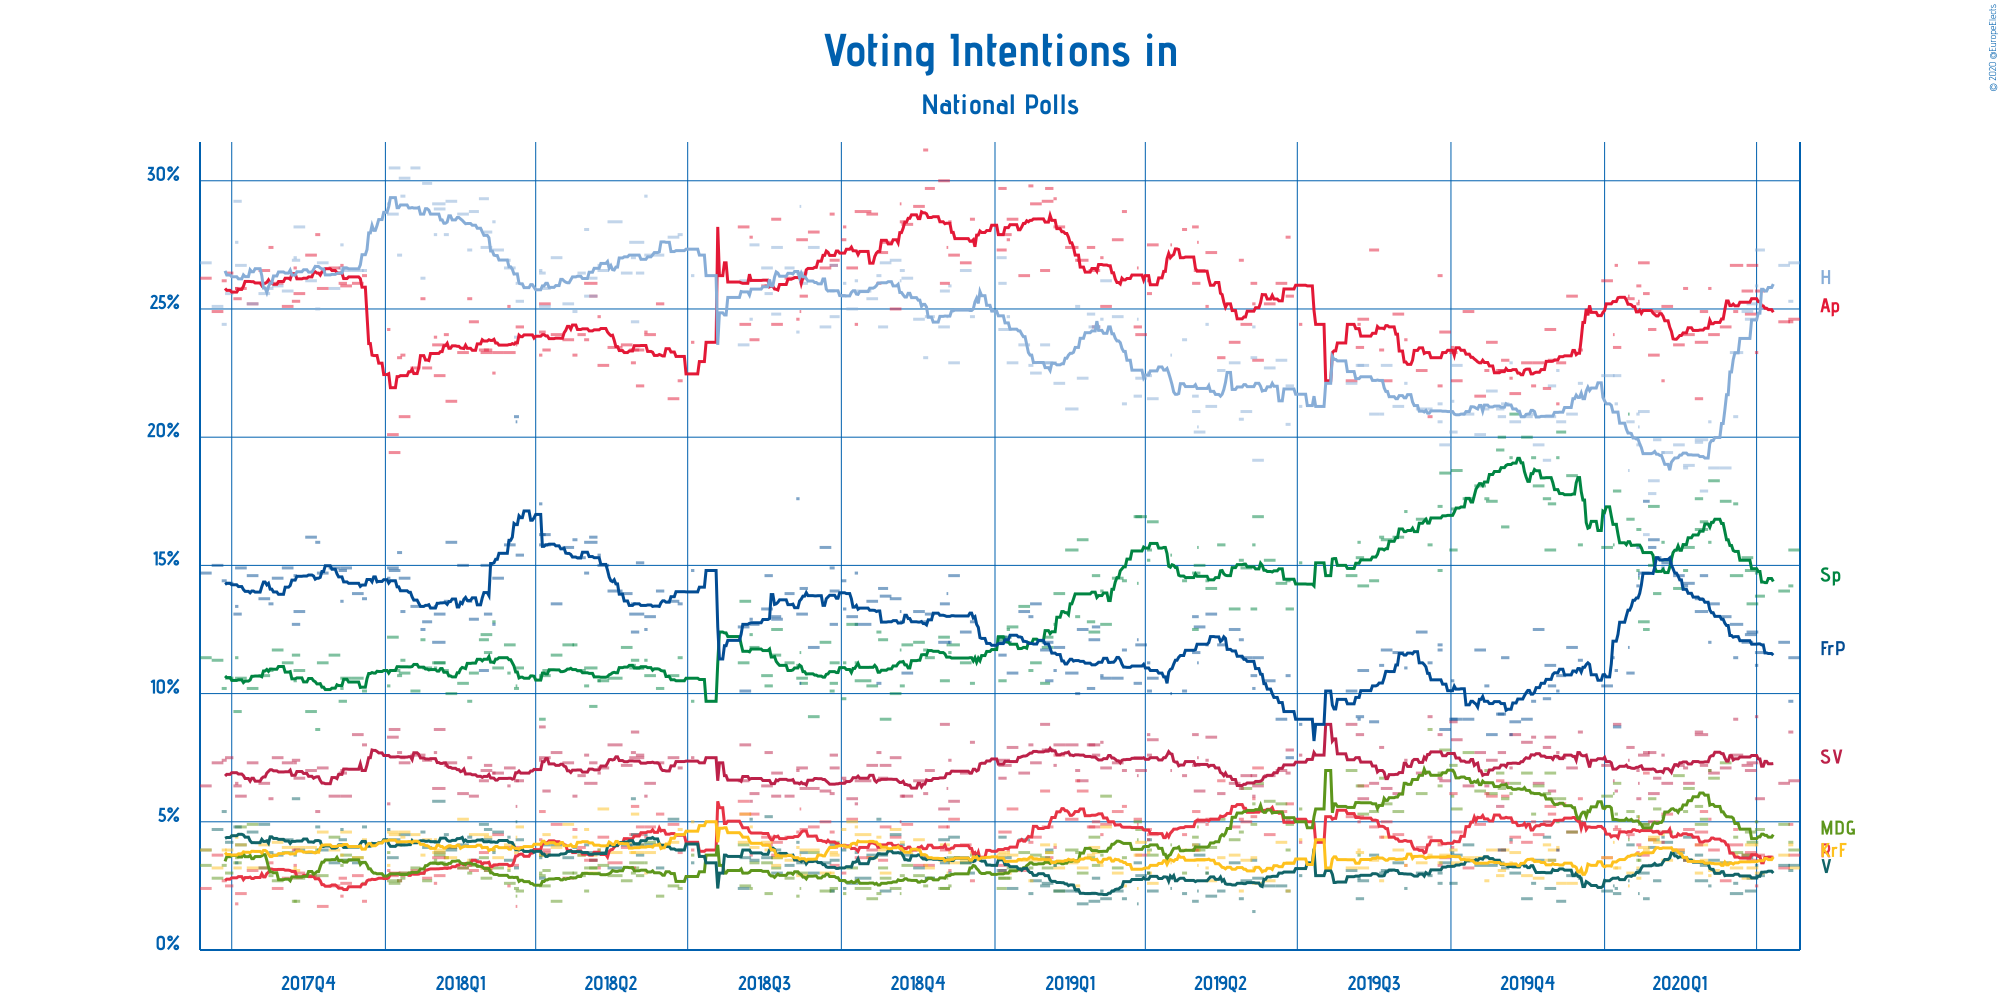 Voting Intentions in
National Polls
© 2020 @EuropeElects
30%
25%
20%
15%
10%
5%
0%
H
Ap
Sp
FrP
SV
MDG
KrF
V
2017Q4
2018Q1
2018Q2
2018Q3
2018Q4
2019Q1
2019Q2
2019Q3
2019Q4
2020Q1